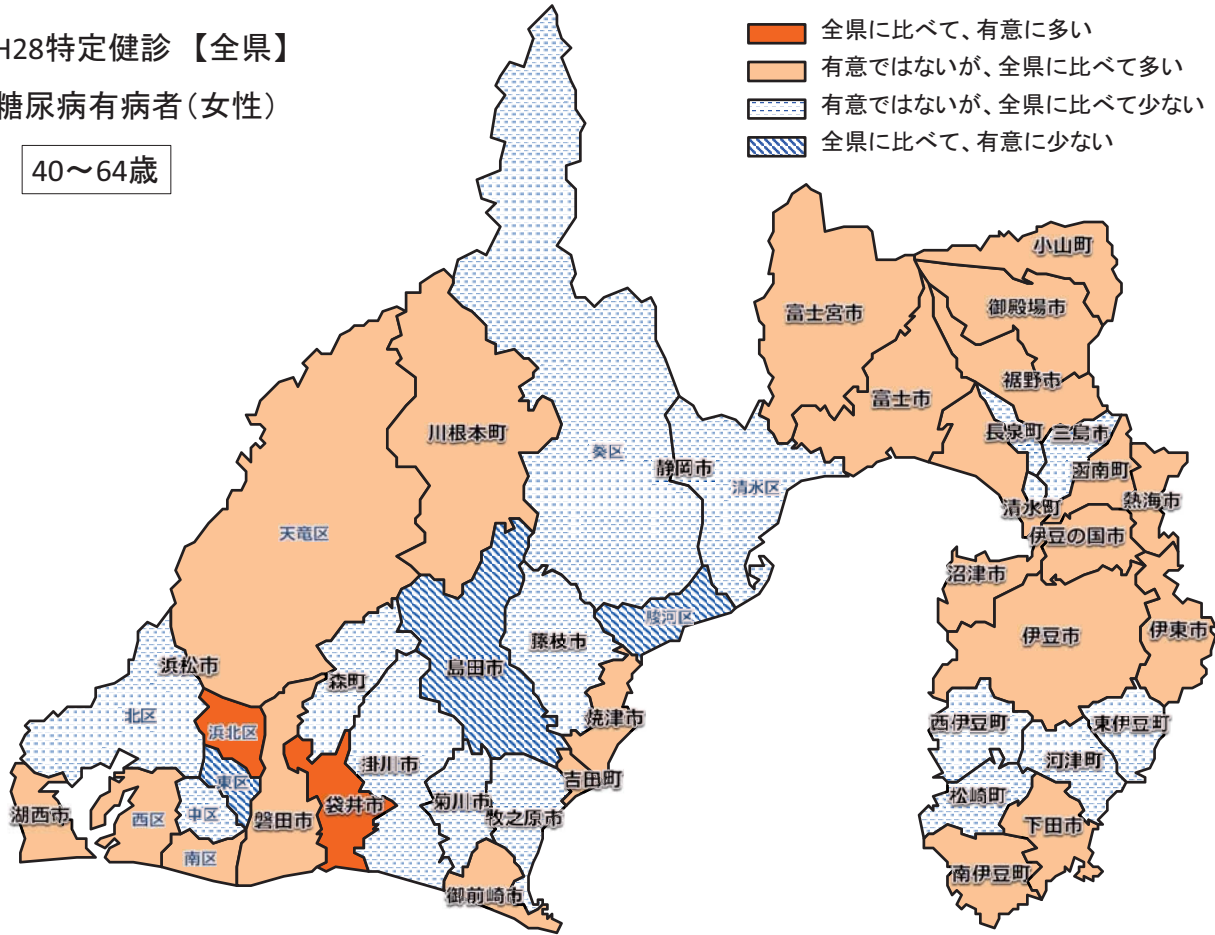 H28特定健診 【全県】
糖尿病有病者(女性)
40～64歳
全県に比べて、有意に多い
有意ではないが、全県に比べて多い
有意ではないが、全県に比べて少ない
全県に比べて、有意に少ない
小山町
御殿場市
富士宮市
裾野市
富士市
長泉町
三島市
函南町
熱海市
清水町
伊豆の国市
沼津市
伊豆市
伊東市
西伊豆町
東伊豆町
河津町
松崎町
下田市
南伊豆町
川根本町
葵区
静岡市
清水区
駿河区
天竜区
藤枝市
島田市
焼津市
吉田町
浜松市
森町
北区
浜北区
東区
中区
西区
南区
湖西市
磐田市
袋井市
掛川市
菊川市
牧之原市
御前崎市